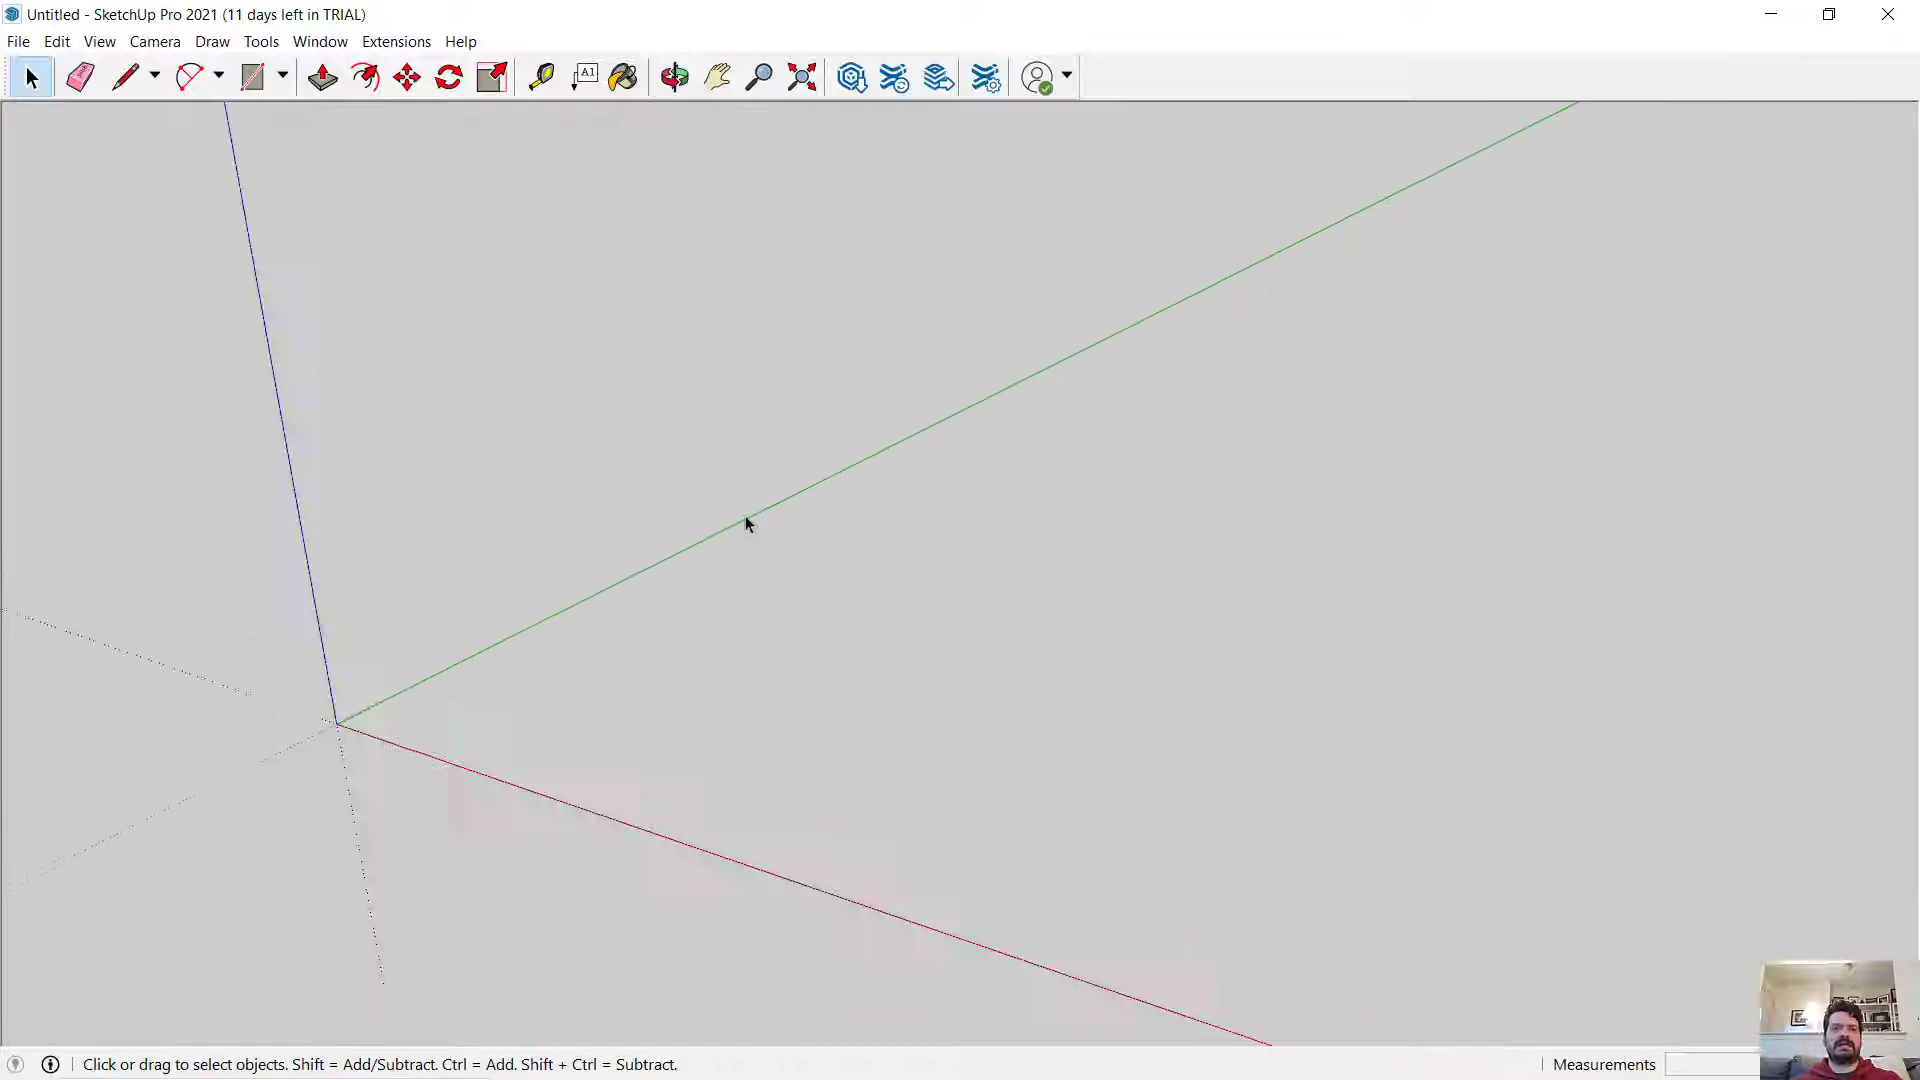 Untitled - SketchUp Pro 2021 (11 days left in TRIAL)
File Edit View Camera Draw Tools Window Extensions Help
A1
Click or drag to select objects. Shift = Add/Subtract. Ctrl = Add. Shift + Ctrl = Subtract.
Measurements